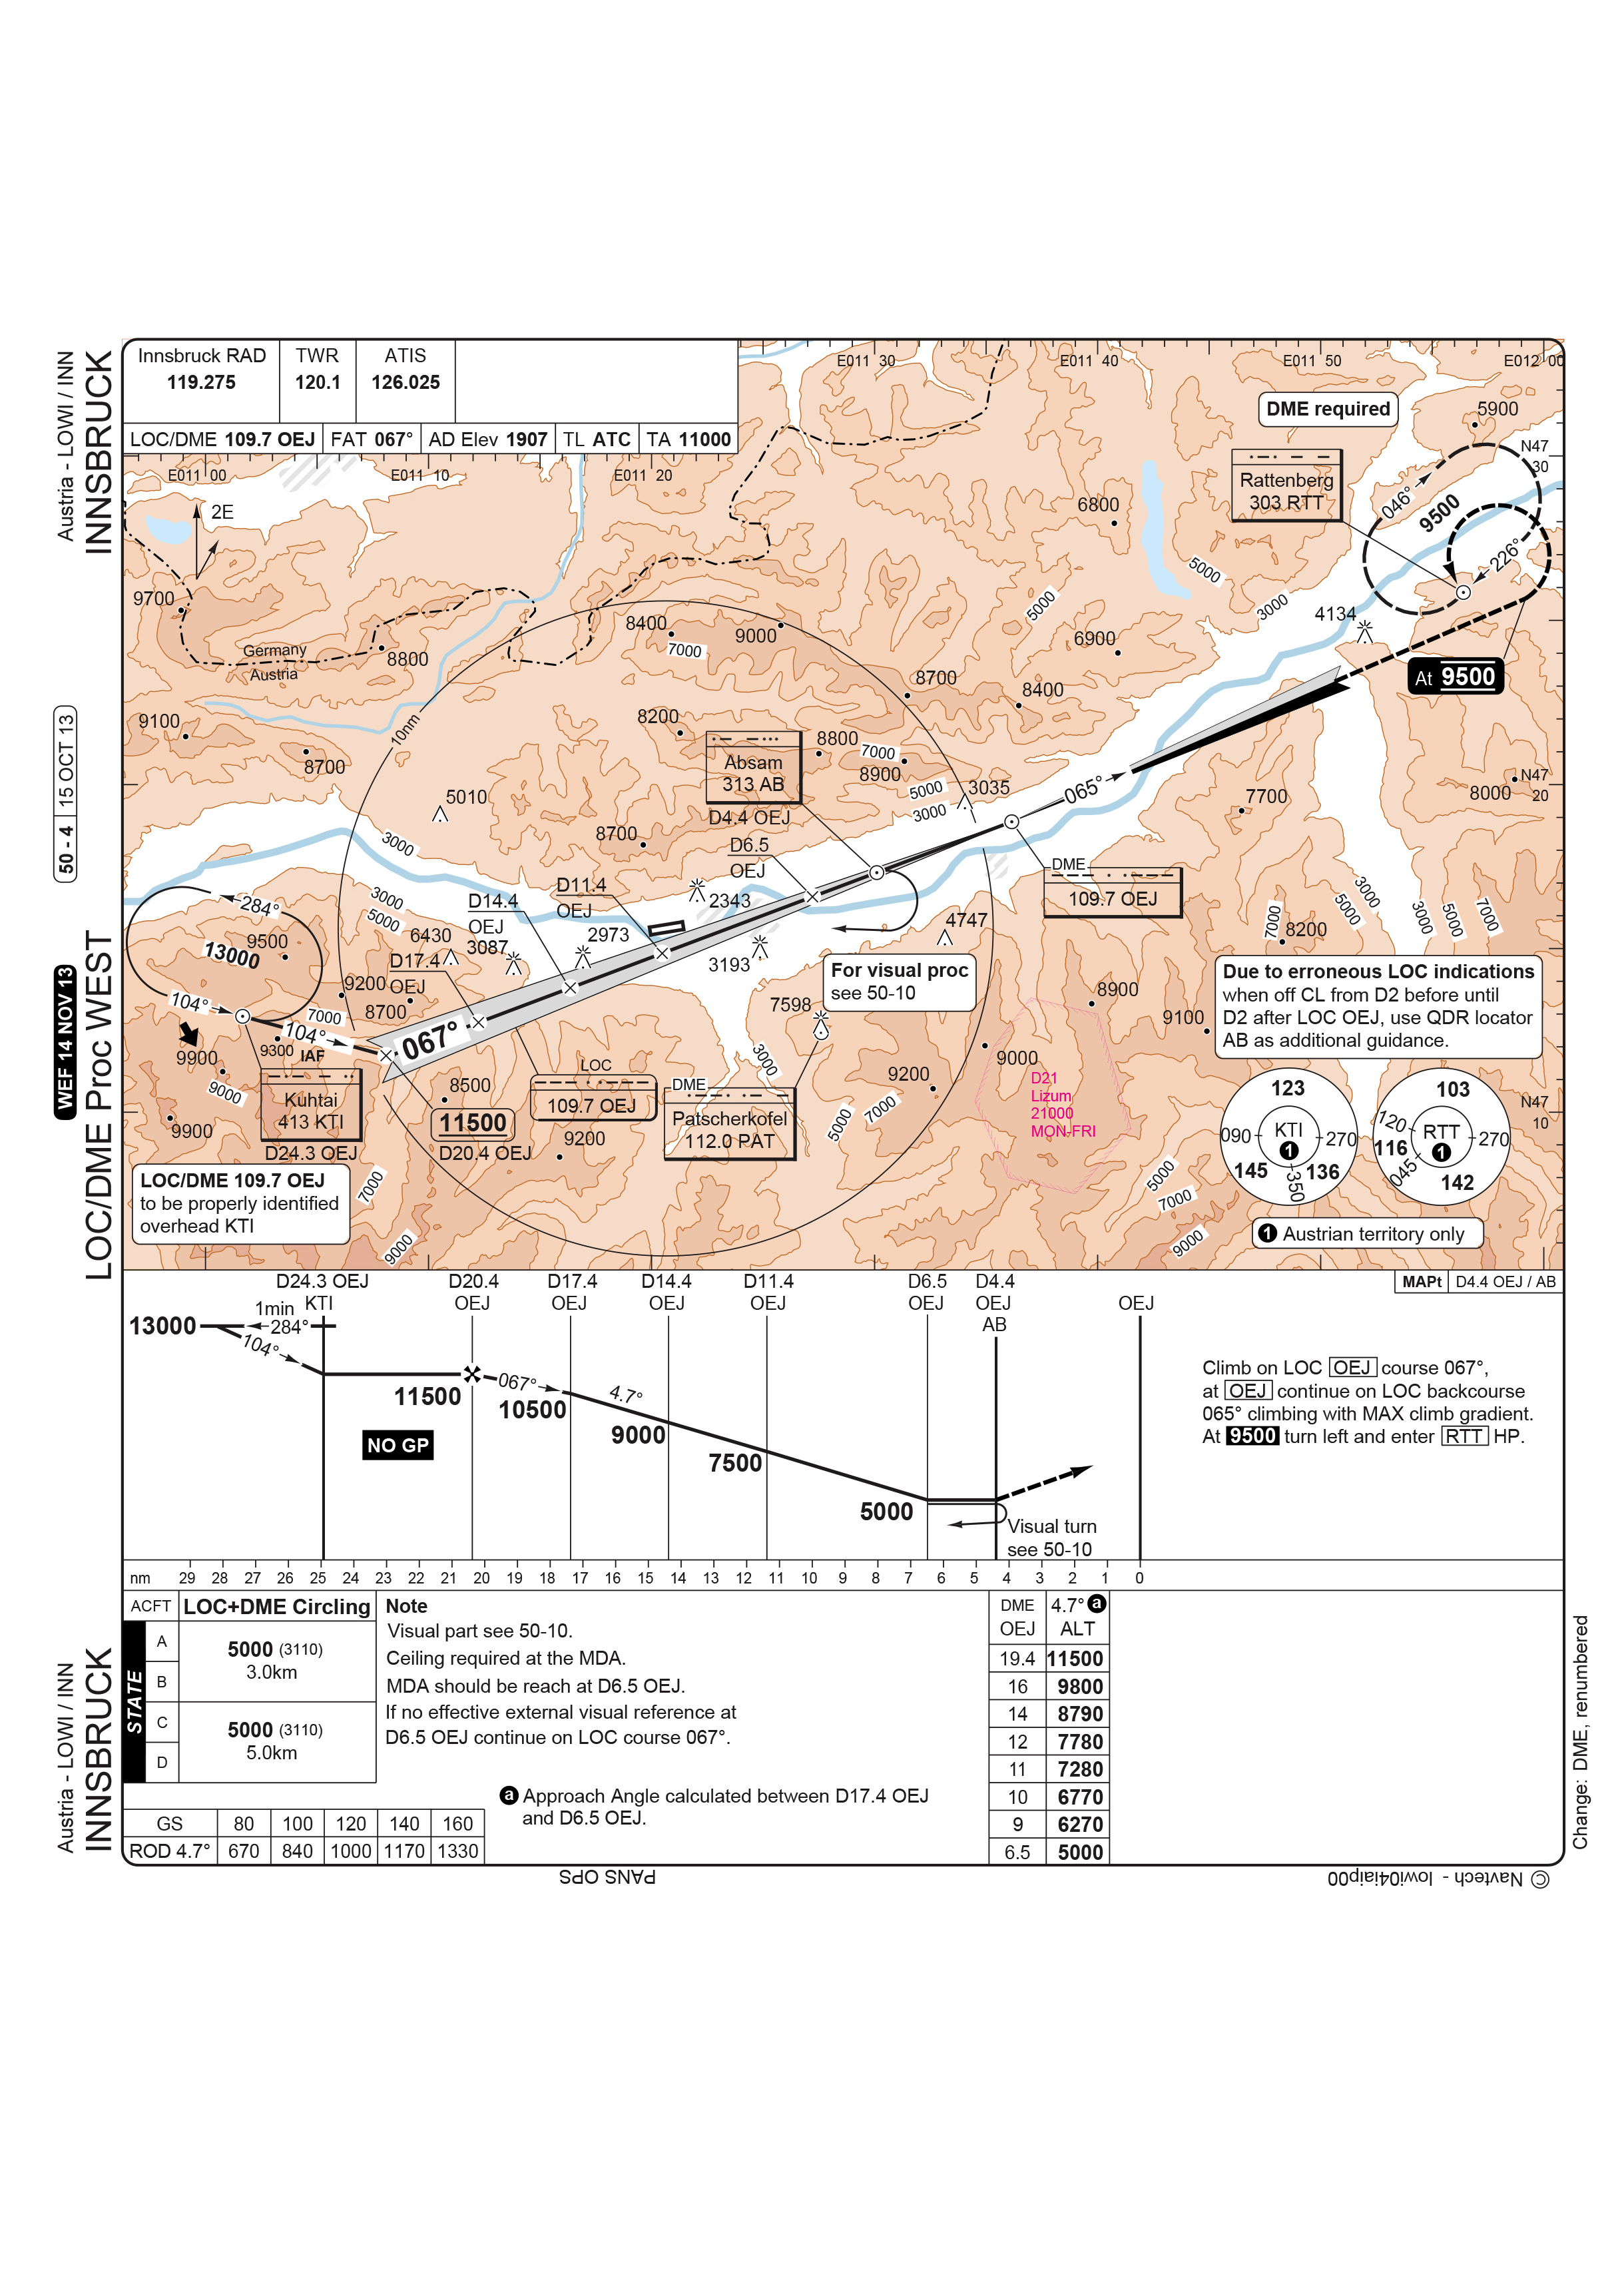 Austria - LOWI / INN
INNSBRUCK
50 - 4 15 OCT 13
WEF 14 NOV 13
LOC/DME Proc WEST
Austria - LOWI / INN
INNSBRUCK
Innsbruck RAD
119.275
TWR
120.1
ATIS
126.025
LOC/DME 109.7 OEJ FAT 067° AD Elev 1907 TL ATC TA 11000
E011 00
E011 10
E011 20
E011 30
E011 40
E011 50
E012 00
DME required
5900
N47
30
Rattenberg
303 RTT
046°
9500
226°
2E
6800
5000
5000
3000
4134
9700
Germany
Austria
8800
8400
7000
9000
6900
8700
8400
At 9500
9100
8700
10nm
8200
Absam
313 AB
D4.4 OEJ
8800
7000
8900
5000
3000
3035
065°
7700
8000
N47
20
5010
3000
8700
D6.5
OEJ
DME
109.7 OEJ
284°
13000
9500
3000
5000
6430
D14.4
OEJ
3087
D11.4
OEJ
2343
2973
3193
4747
3000
5000
7000
8200
3000
5000
7000
104°
104°
9200
D17.4
OEJ
8700
7000
067°
For visual proc
see 50-10
7598
Due to erroneous LOC indications
when off CL from D2 before until
D2 after LOC OEJ, use QDR locator
AB as additional guidance.
8900
9100
9900
9000
9900
9300
IAF
Kuhtai
413 KTI
D24.3 OEJ
8500
11500
D20.4 OEJ
LOC
109.7 OEJ
9200
DME
Patscherkofel
112.0 PAT
3000
5000
7000
9200
9000
D21
Lizum
21000
MON-FRI
N47
10
123
KTI
1
090
270
145
350
136
103
120
RTT
1
270
116
045
142
5000
7000
9000
1 Austrian territory only
LOC/DME 109.7 OEJ
to be properly identified
overhead KTI
7000
9000
MAPt D4.4 OEJ / AB
D24.3 OEJ
KTI
D20.4
OEJ
D17.4
OEJ
D14.4
OEJ
D11.4
OEJ
D6.5
OEJ
D4.4
OEJ
AB
OEJ
13000
1min
284°
104°
11500
067°
10500
4.7°
9000
7500
5000
NO GP
Visual turn
see 50-10
Climb on LOC OEJ course 067°,
at OEJ continue on LOC backcourse
065° climbing with MAX climb gradient.
At 9500 turn left and enter RTT HP.
nm 29 28 27 26 25 24 23 22 21 20 19 18 17 16 15 14 13 12 11 10 9 8 7 6 5 4 3 2 1 0
ACFT LOC+DME Circling
STATE
A
B
5000 (3110)
3.0km
C
D
5000 (3110)
5.0km
Note
Visual part see 50-10.
Ceiling required at the MDA.
MDA should be reach at D6.5 OEJ.
If no effective external visual reference at
D6.5 OEJ continue on LOC course 067°.
a Approach Angle calculated between D17.4 OEJ
and D6.5 OEJ.
DME OEJ 4.7° a ALT
19.4 11500
16 9800
14 8790
12 7780
11 7280
10 6770
9 6270
6.5 5000
GS 80 100 120 140 160
ROD 4.7° 670 840 1000 1170 1330
PANS OPS
© Navtech - lowi04iaip00
Change: DME, renumbered